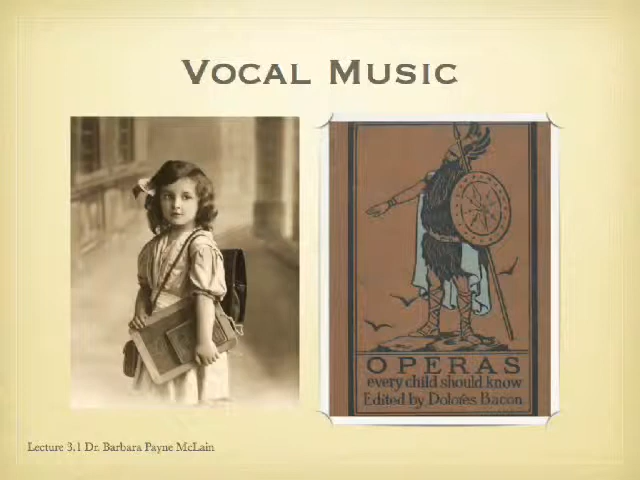 Vocal Music
OPERAS
every child should know
Edited by Dolores Bacon
Lecture 3.1 Dr. Barbara Payne McLain